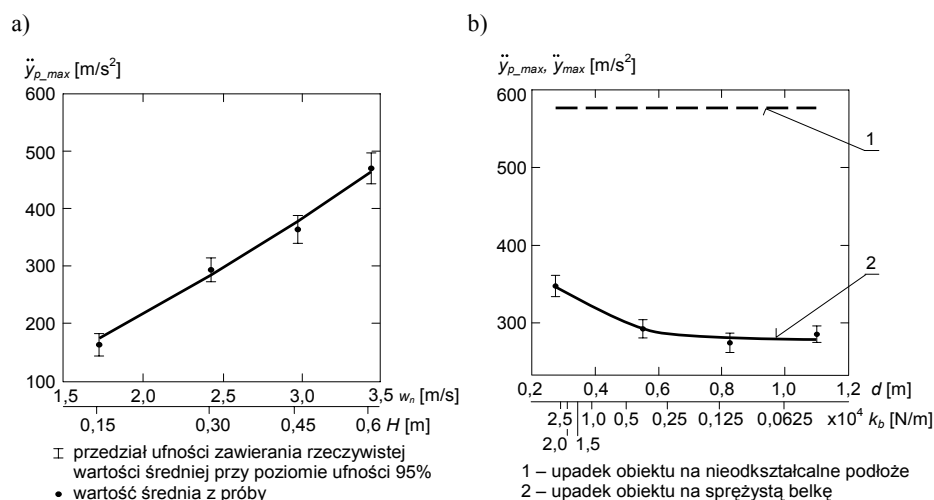 a)
ÿp_max [m/s²]
600
500
400
300
200
100
1,5 2,0 2,5 3,0 3,5 wn [m/s]
0,15 0,30 0,45 0,6 H [m]
przedział ufności zawierania rzeczywistej
wartości średniej przy poziomie ufności 95%
wartość średnia z próby
b)
ÿp_max, ÿmax [m/s²]
600
500
400
300
1
2
0,2 0,4 0,6 0,8 1,0 1,2 d [m]
2,5 1,0 0,5 0,25 0,125 0,0625 x10⁴ kb [N/m]
2,0 1,5
1 – upadek obiektu na nieodkształcalne podłoże
2 – upadek obiektu na sprężystą belkę